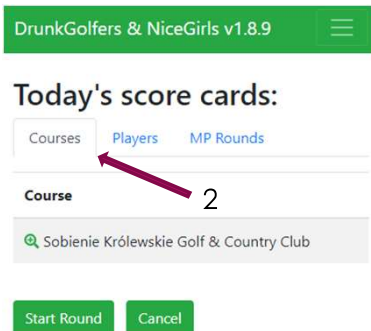 DrunkGolfers & NiceGirls v1.8.9
Today's score cards:
Courses Players MP Rounds
2
Course
Sobienie Królewskie Golf & Country Club
Start Round Cancel